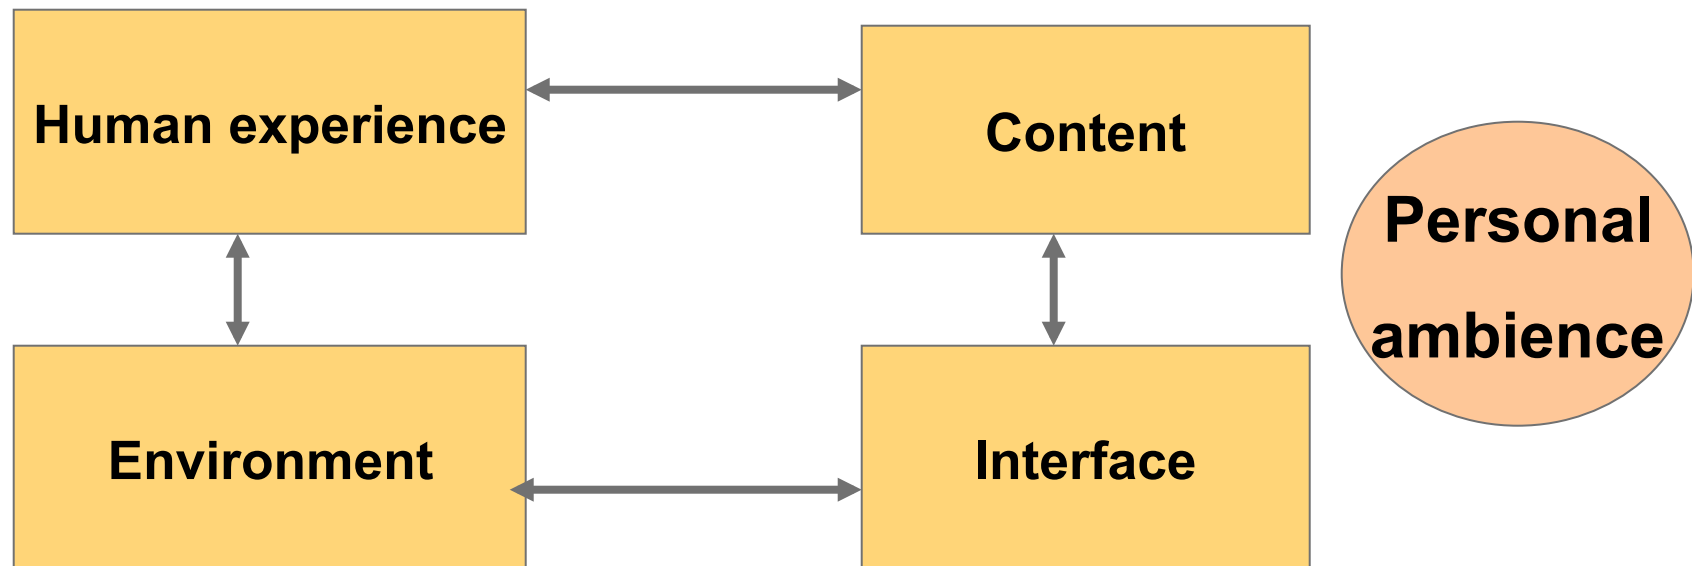 Human experience
Content
Personal
ambience
Environment
Interface